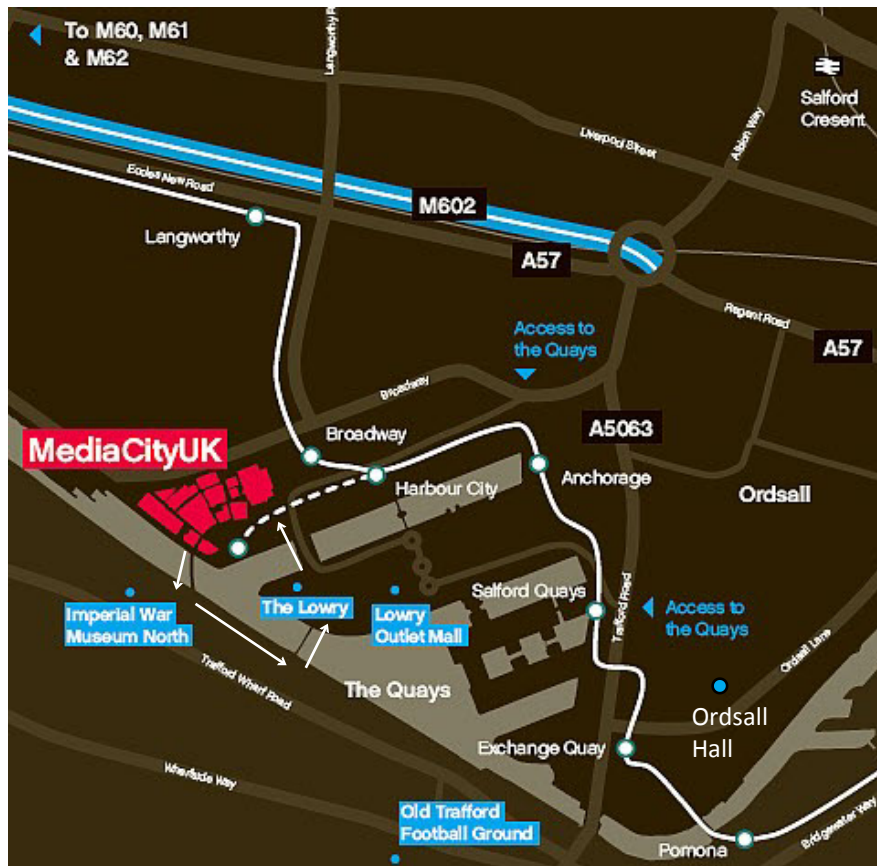 To M60, M61
& M62
Langworthy R
Salford
Cresent
Liverpool Street
Albion Way
Eccles New Road
M602
Langworthy
A57
Regent Road
Access to
the Quays
A57
Broadway
Broadway
A5063
MediaCityUK
Harbour City
Anchorage
Ordsall
Salford Quays
Trafford Road
Access to
the Quays
Imperial War
Museum North
The Lowry
Lowry
Outlet Mall
Ordsall Lane
Trafford Wharf Road
The Quays
Ordsall
Hall
Exchange Quay
Wharfside Way
Old Trafford
Football Ground
Pomona
Bridgewater Way